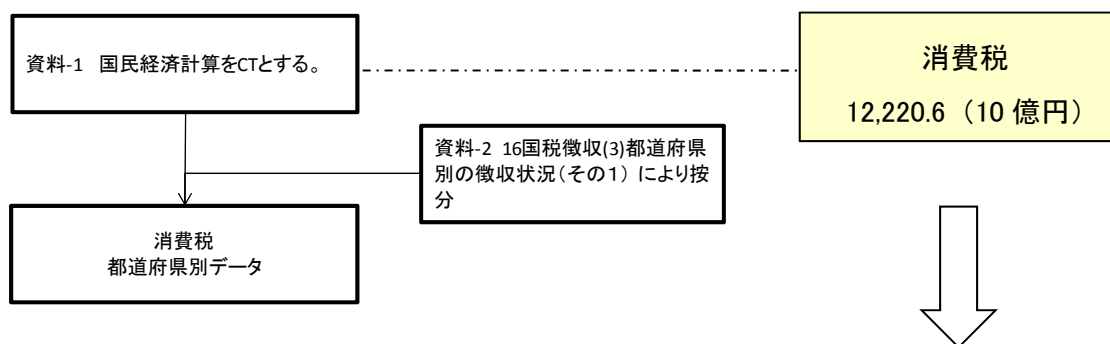 資料-1 国民経済計算をCTとする。
消費税
12,220.6 (10 億円)
資料-2 16国税徴収(3)都道府県
別の徴収状況(その1) により按
分
消費税
都道府県別データ